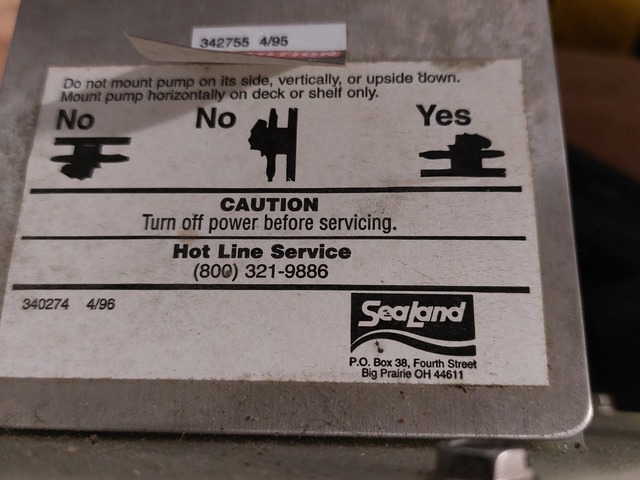 342755 4/95
Do not mount pump on its side, vertically, or upside down.
Mount pump horizontally on deck or shelf only.
No No Yes
CAUTION
Turn off power before servicing.
Hot Line Service
(800) 321-9886
340274 4/96
SeaLand
P.O. Box 38, Fourth Street
Big Prairie OH 44611